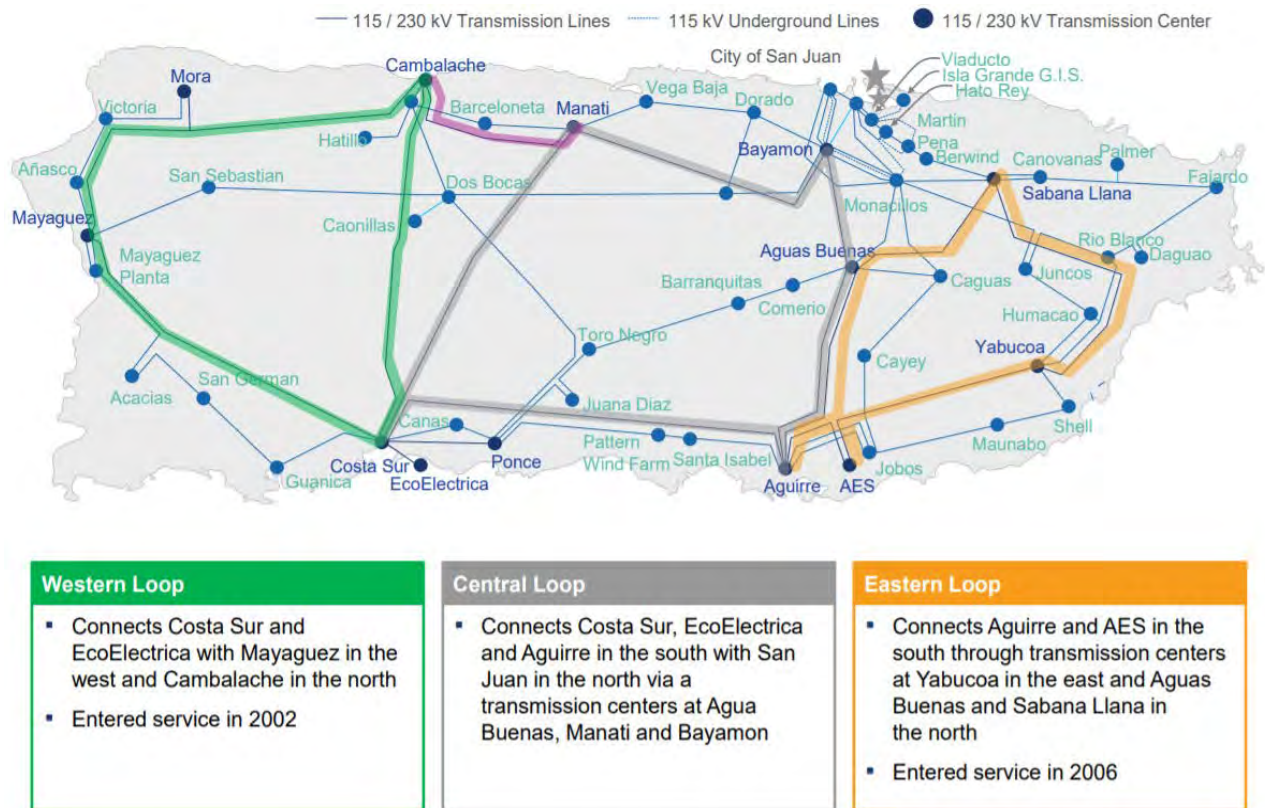 115 / 230 kV Transmission Lines
115 kV Underground Lines
115 / 230 kV Transmission Center
City of San Juan
Viaducto
Isla Grande G.I.S.
Hato Rey
Cambalache
Mora
Victoria
Barceloneta
Manati
Vega Baja
Dorado
Martin
Hatillo
Bayamon
Pena
Berwind
Canovanas
Palmer
Añasco
San Sebastian
Dos Bocas
Fajardo
Sabana Llana
Monacillos
Mayaguez
Caonillas
Mayaguez
Planta
Aguas Buenas
Rio Blanco
Daguao
Juncos
Barranquitas
Caguas
Comerio
Humacao
Toro Negro
Yabucoa
Cayey
Acacias
San German
Juana Diaz
Canas
Shell
Maunabo
Pattern
Wind Farm
Santa Isabel
Costa Sur
Ponce
Jobos
Guanica
EcoElectrica
Aguirre
AES
Western Loop
▪ Connects Costa Sur and
EcoElectrica with Mayaguez in the
west and Cambalache in the north
▪ Entered service in 2002
Central Loop
▪ Connects Costa Sur, EcoElectrica
and Aguirre in the south with San
Juan in the north via a
transmission centers at Agua
Buenas, Manati and Bayamon
Eastern Loop
▪ Connects Aguirre and AES in the
south through transmission centers
at Yabucoa in the east and Aguas
Buenas and Sabana Llana in
the north
▪ Entered service in 2006